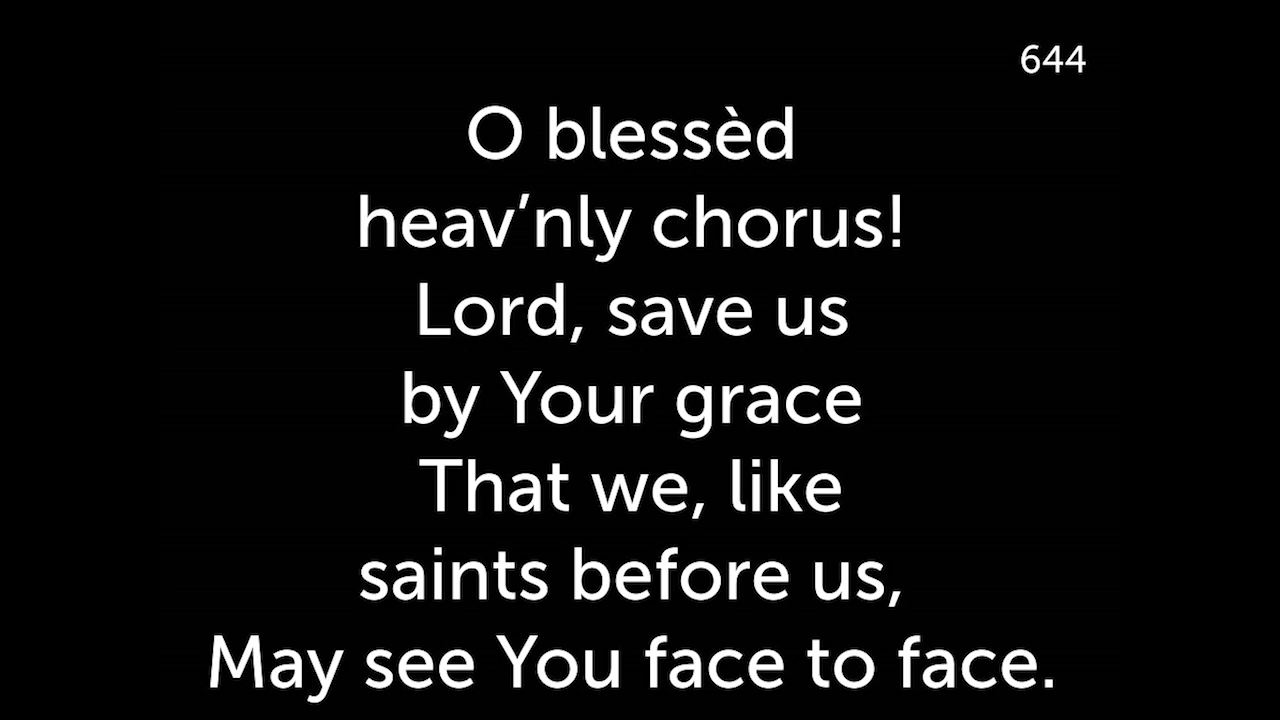 644
O blessèd
heav’nly chorus!
Lord, save us
by Your grace
That we, like
saints before us,
May see You face to face.